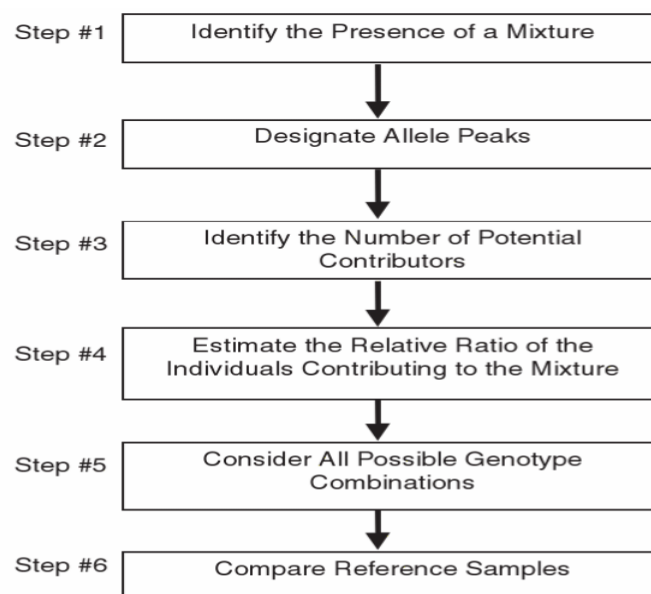 Step #1 Identify the Presence of a Mixture
Step #2 Designate Allele Peaks
Step #3 Identify the Number of Potential
Contributors
Step #4 Estimate the Relative Ratio of the
Individuals Contributing to the Mixture
Step #5 Consider All Possible Genotype
Combinations
Step #6 Compare Reference Samples